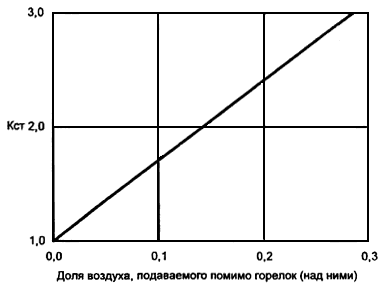 3,0
Кст 2,0
1,0
0,0 0,1 0,2 0,3
Доля воздуха, подаваемого помимо горелок (над ними)